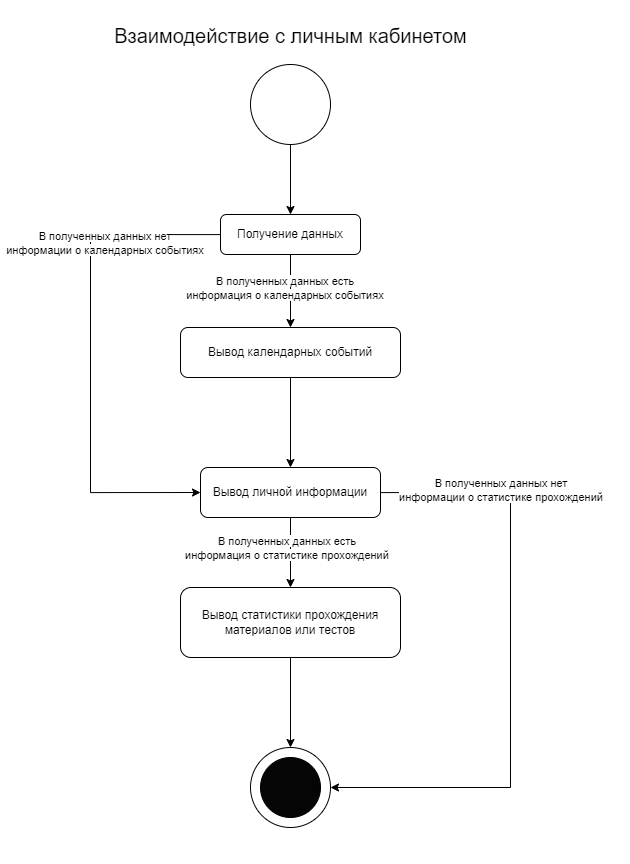 Взаимодействие с личным кабинетом
Получение данных
В полученных данных нет
информации о календарных событиях
В полученных данных есть
информация о календарных событиях
Вывод календарных событий
Вывод личной информации
В полученных данных нет
информации о статистике прохождений
В полученных данных есть
информация о статистике прохождений
Вывод статистики прохождения
материалов или тестов